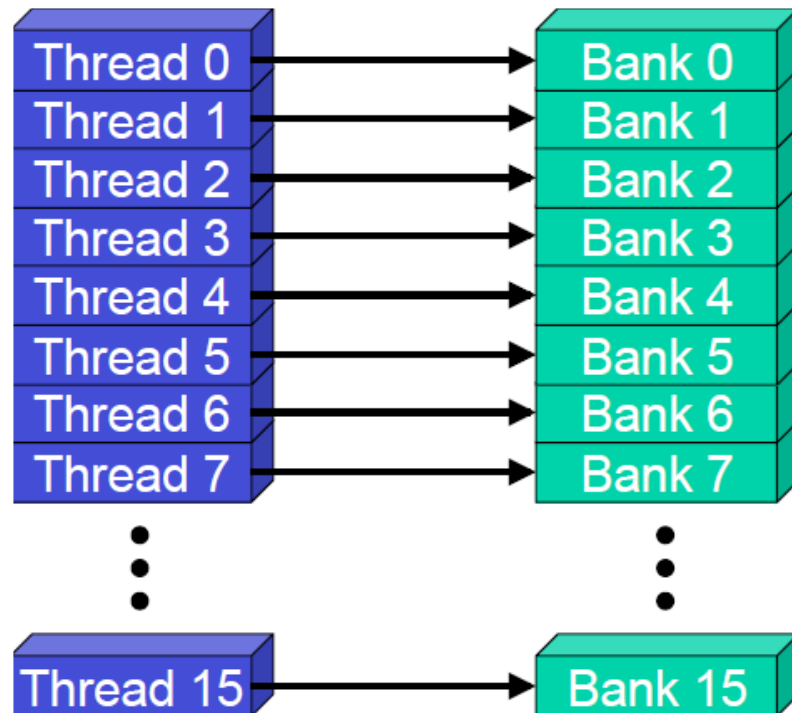 Thread 0 Bank 0
Thread 1 Bank 1
Thread 2 Bank 2
Thread 3 Bank 3
Thread 4 Bank 4
Thread 5 Bank 5
Thread 6 Bank 6
Thread 7 Bank 7
Thread 15 Bank 15